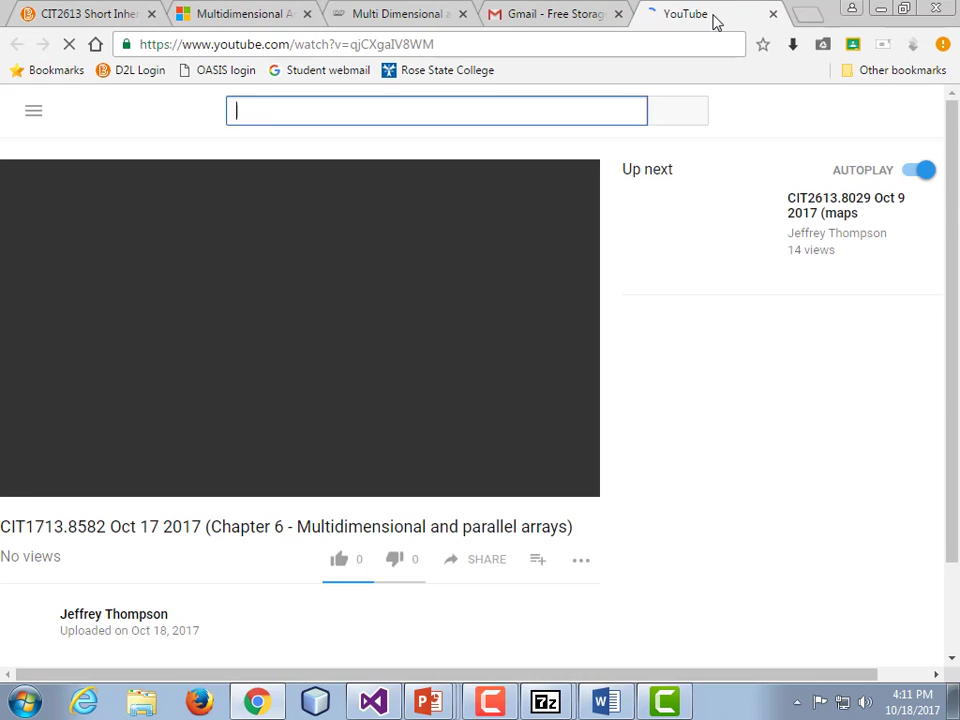 CIT2613 Short Inher
Multidimensional A
Multi Dimensional a
Gmail - Free Storag
YouTube
https://www.youtube.com/watch?v=qjCXgaIV8WM
Bookmarks
D2L Login
OASIS login
Student webmail
Rose State College
Other bookmarks
Up next
AUTOPLAY
CIT2613.8029 Oct 9
2017 (maps
Jeffrey Thompson
14 views
CIT1713.8582 Oct 17 2017 (Chapter 6 - Multidimensional and parallel arrays)
No views
0
0
SHARE
Jeffrey Thompson
Uploaded on Oct 18, 2017
7z
4:11 PM
10/18/2017